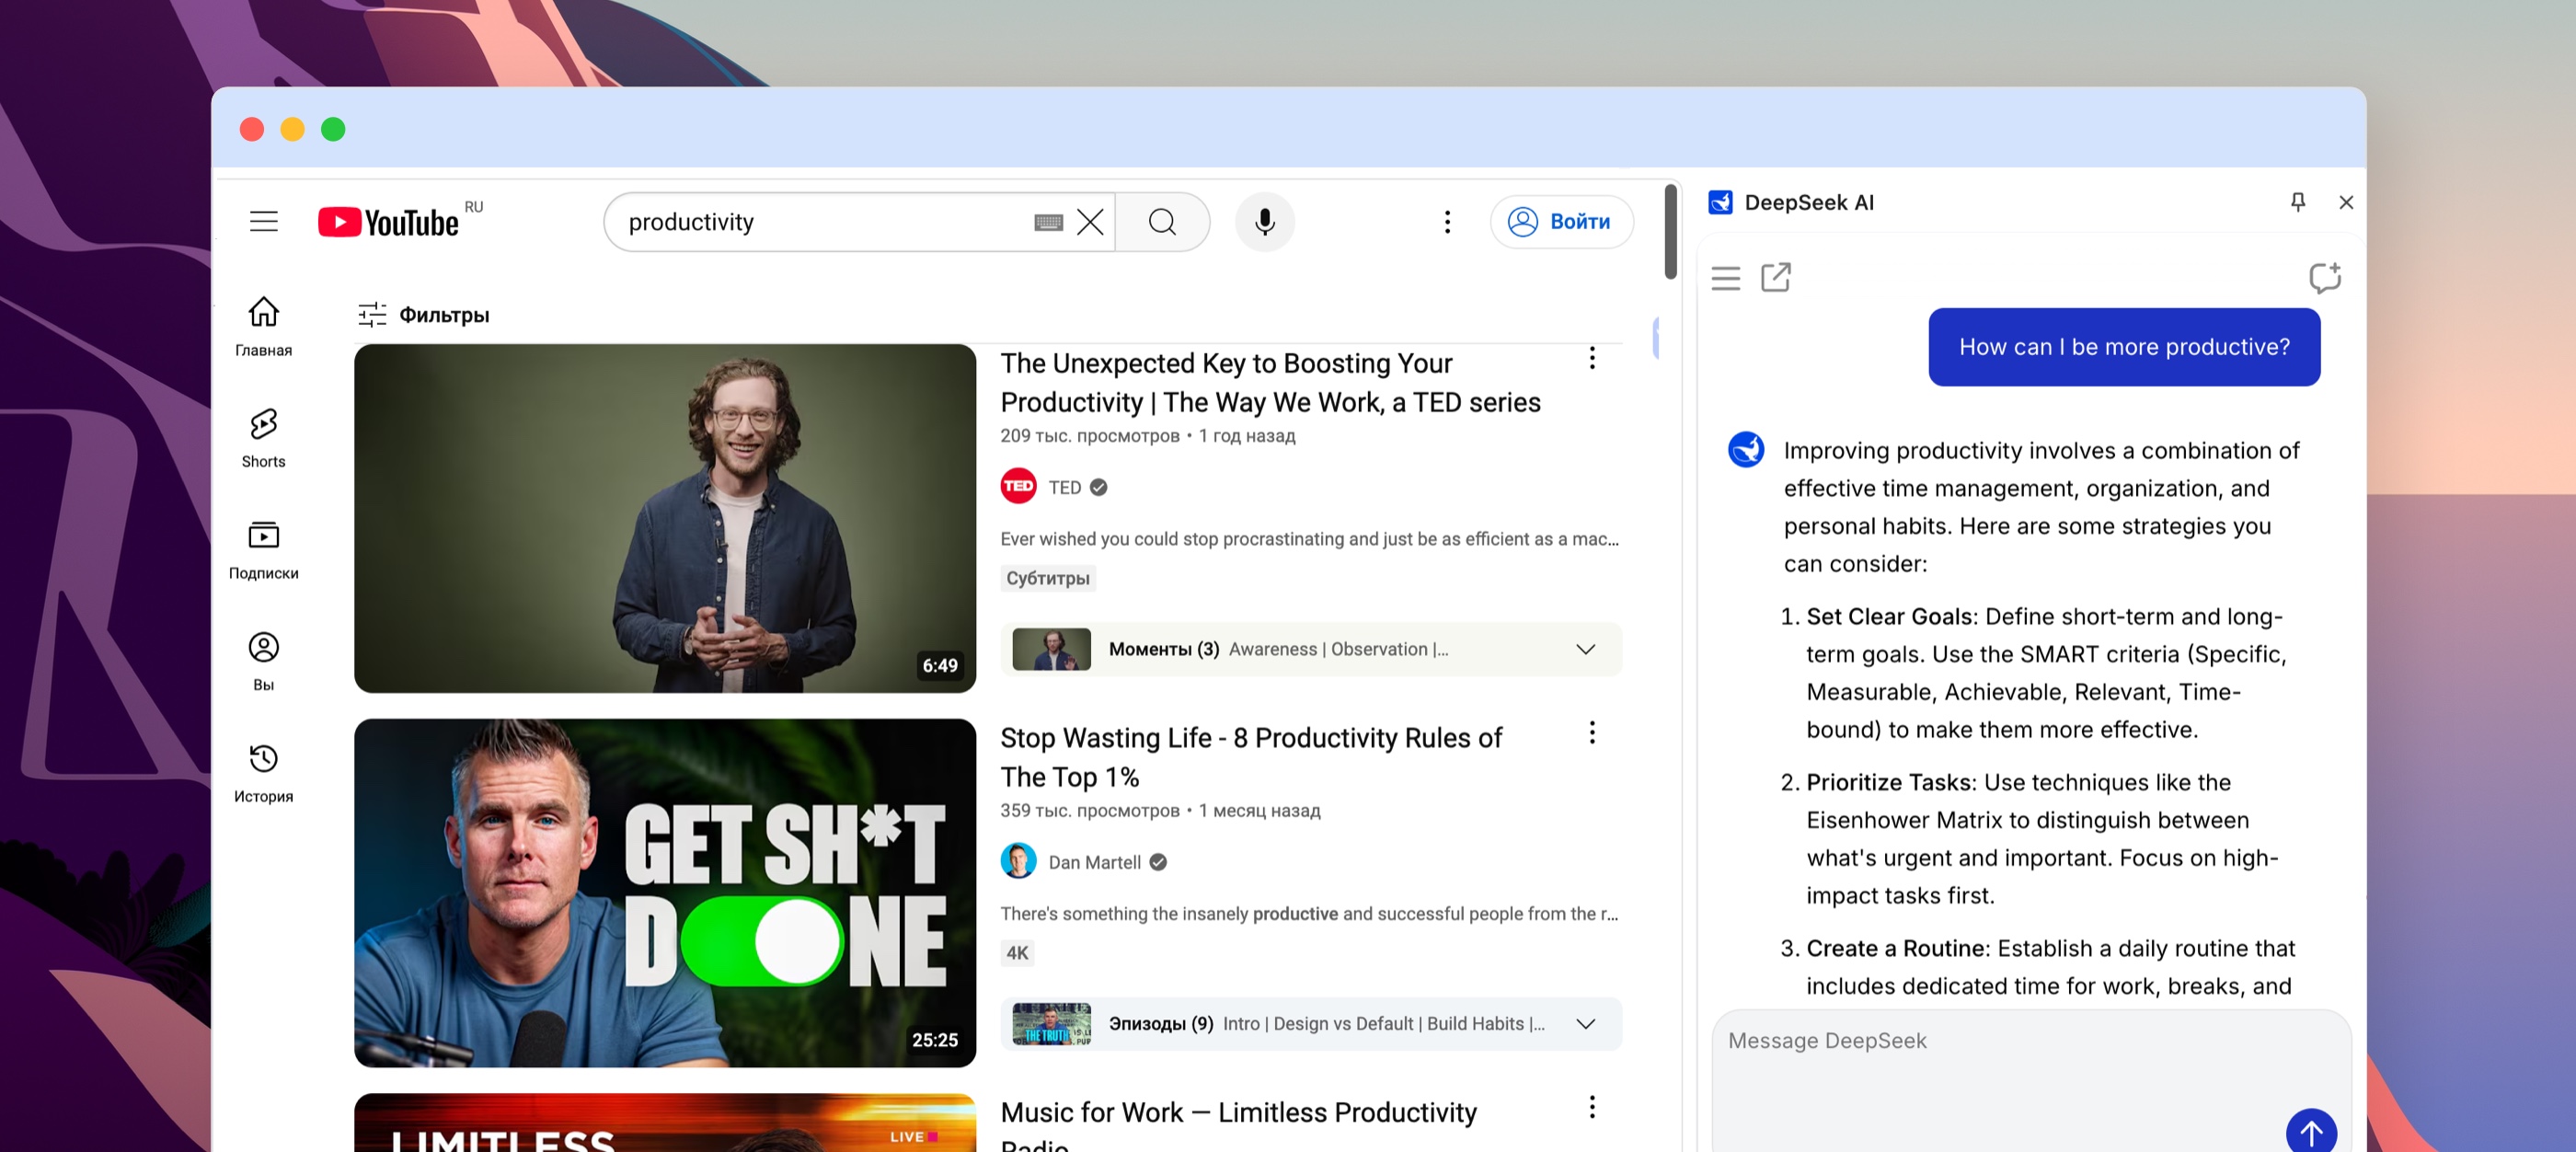 YouTube RU
productivity
Войти
Главная
Shorts
Подписки
Вы
История
Фильтры
6:49
The Unexpected Key to Boosting Your
Productivity | The Way We Work, a TED series
209 тыс. просмотров • 1 год назад
TED
TED
Ever wished you could stop procrastinating and just be as efficient as a mac...
Субтитры
Моменты (3) Awareness | Observation |...
GET SH*T
DONE
25:25
Stop Wasting Life - 8 Productivity Rules of
The Top 1%
359 тыс. просмотров • 1 месяц назад
Dan Martell
There's something the insanely productive and successful people from the r...
4K
THE TRUTH
Эпизоды (9) Intro | Design vs Default | Build Habits |...
LIMITLESS
LIVE
Music for Work — Limitless Productivity
Radio
DeepSeek AI
How can I be more productive?
Improving productivity involves a combination of
effective time management, organization, and
personal habits. Here are some strategies you
can consider:
1. Set Clear Goals: Define short-term and long-
term goals. Use the SMART criteria (Specific,
Measurable, Achievable, Relevant, Time-
bound) to make them more effective.
2. Prioritize Tasks: Use techniques like the
Eisenhower Matrix to distinguish between
what's urgent and important. Focus on high-
impact tasks first.
3. Create a Routine: Establish a daily routine that
includes dedicated time for work, breaks, and
Message DeepSeek